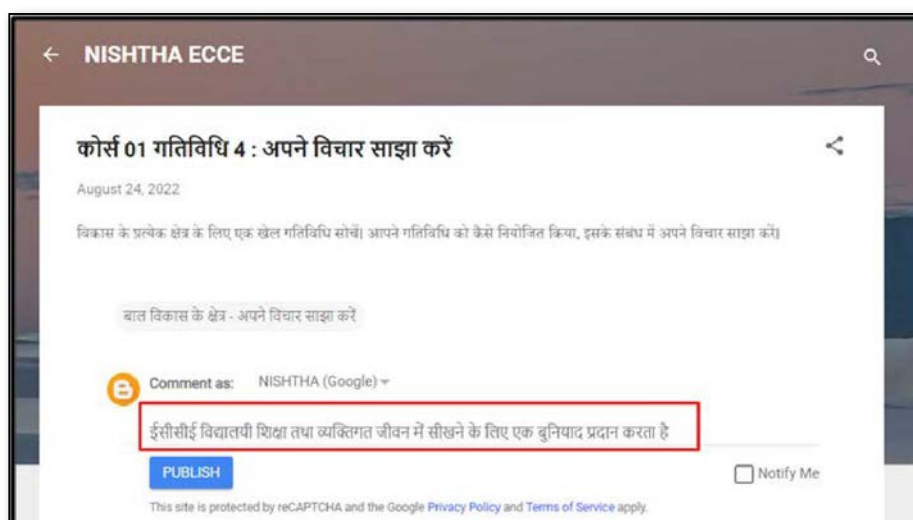 NISHTHA ECCE
कोर्स 01 गतिविधि 4 : अपने विचार साझा करें
August 24, 2022
विकास के प्रत्येक क्षेत्र के लिए एक खेल गतिविधि सोचें। आपने गतिविधि को कैसे नियोजित किया, इसके संबंध में अपने विचार साझा करें।
बाल विकास के क्षेत्र - अपने विचार साझा करें
Comment as: NISHTHA (Google)
ईसीसीई विद्यालयी शिक्षा तथा व्यक्तिगत जीवन में सीखने के लिए एक बुनियाद प्रदान करता है
PUBLISH Notify Me
This site is protected by reCAPTCHA and the Google Privacy Policy and Terms of Service apply.